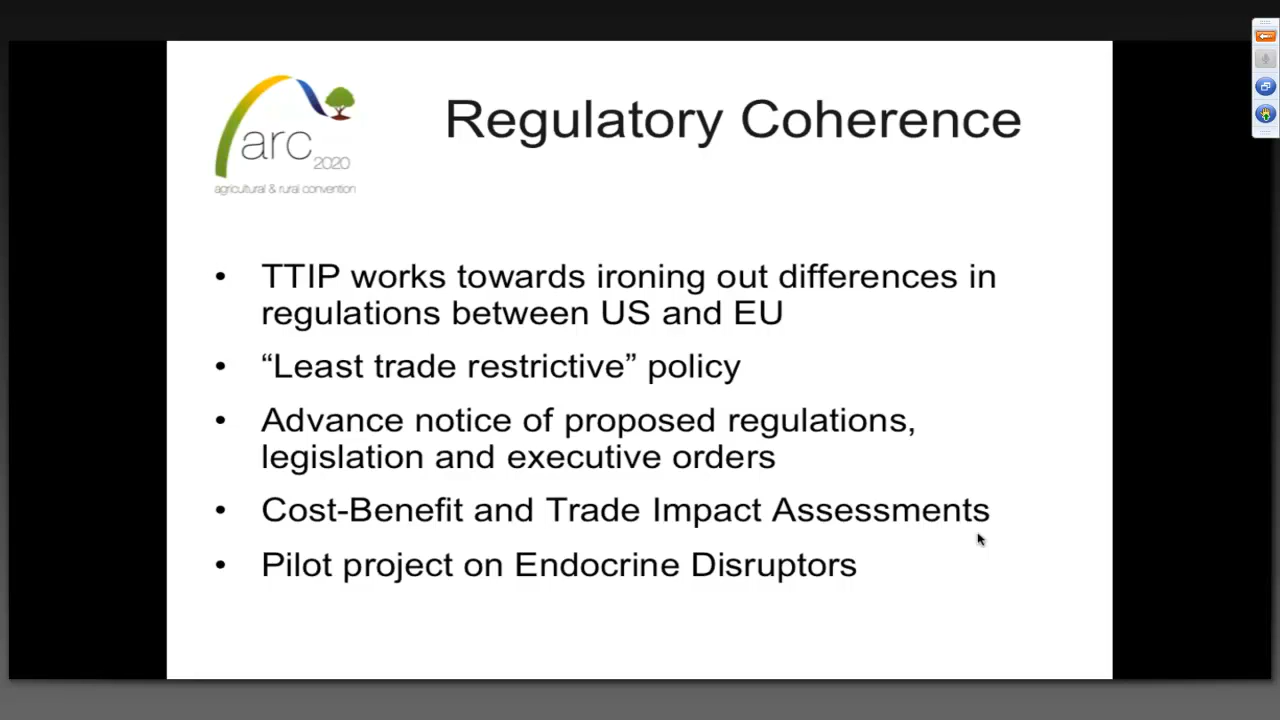 arc
2020
agricultural & rural convention
Regulatory Coherence
• TTIP works towards ironing out differences in
regulations between US and EU
• “Least trade restrictive” policy
• Advance notice of proposed regulations,
legislation and executive orders
• Cost-Benefit and Trade Impact Assessments
• Pilot project on Endocrine Disruptors